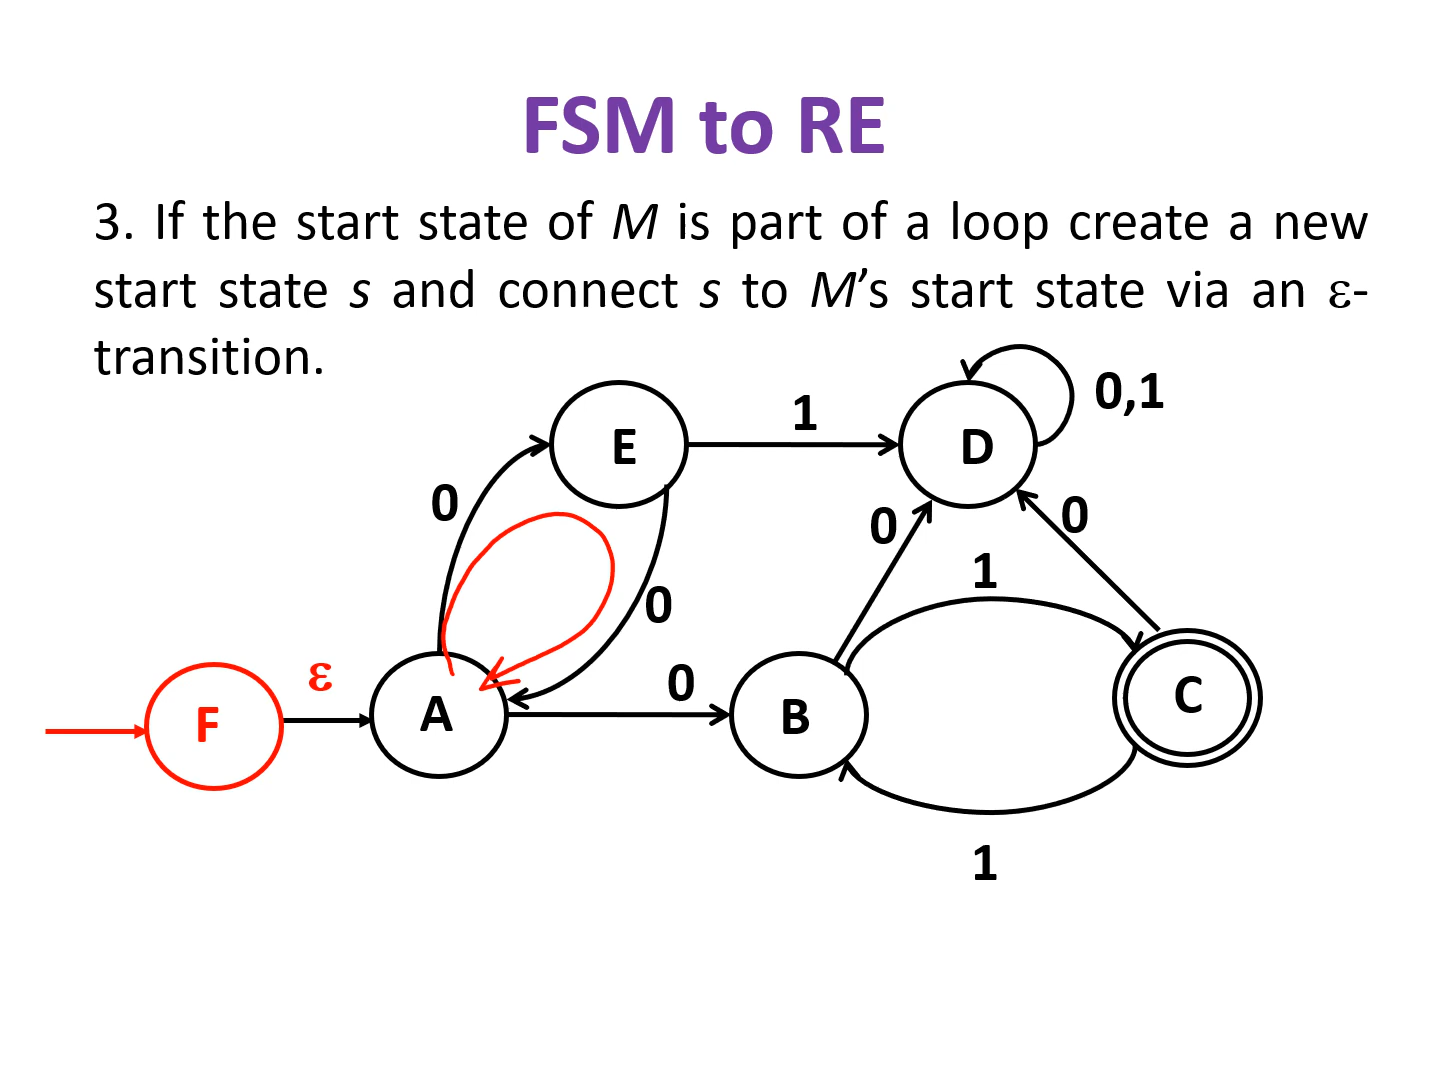 FSM to RE
3. If the start state of M is part of a loop create a new
start state s and connect s to M's start state via an ε-
transition.
0,1
1
E
D
0
0
0
1
0
0
ε
F
A
B
C
1